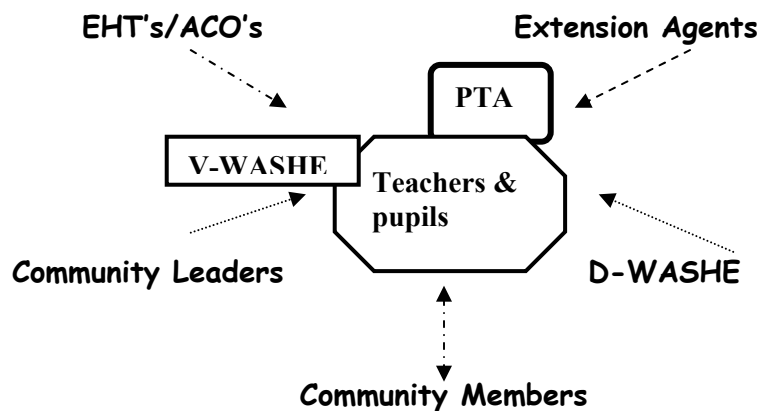 EHT's/ACO's
Extension Agents
PTA
V-WASHE
Teachers &
pupils
Community Leaders
D-WASHE
Community Members